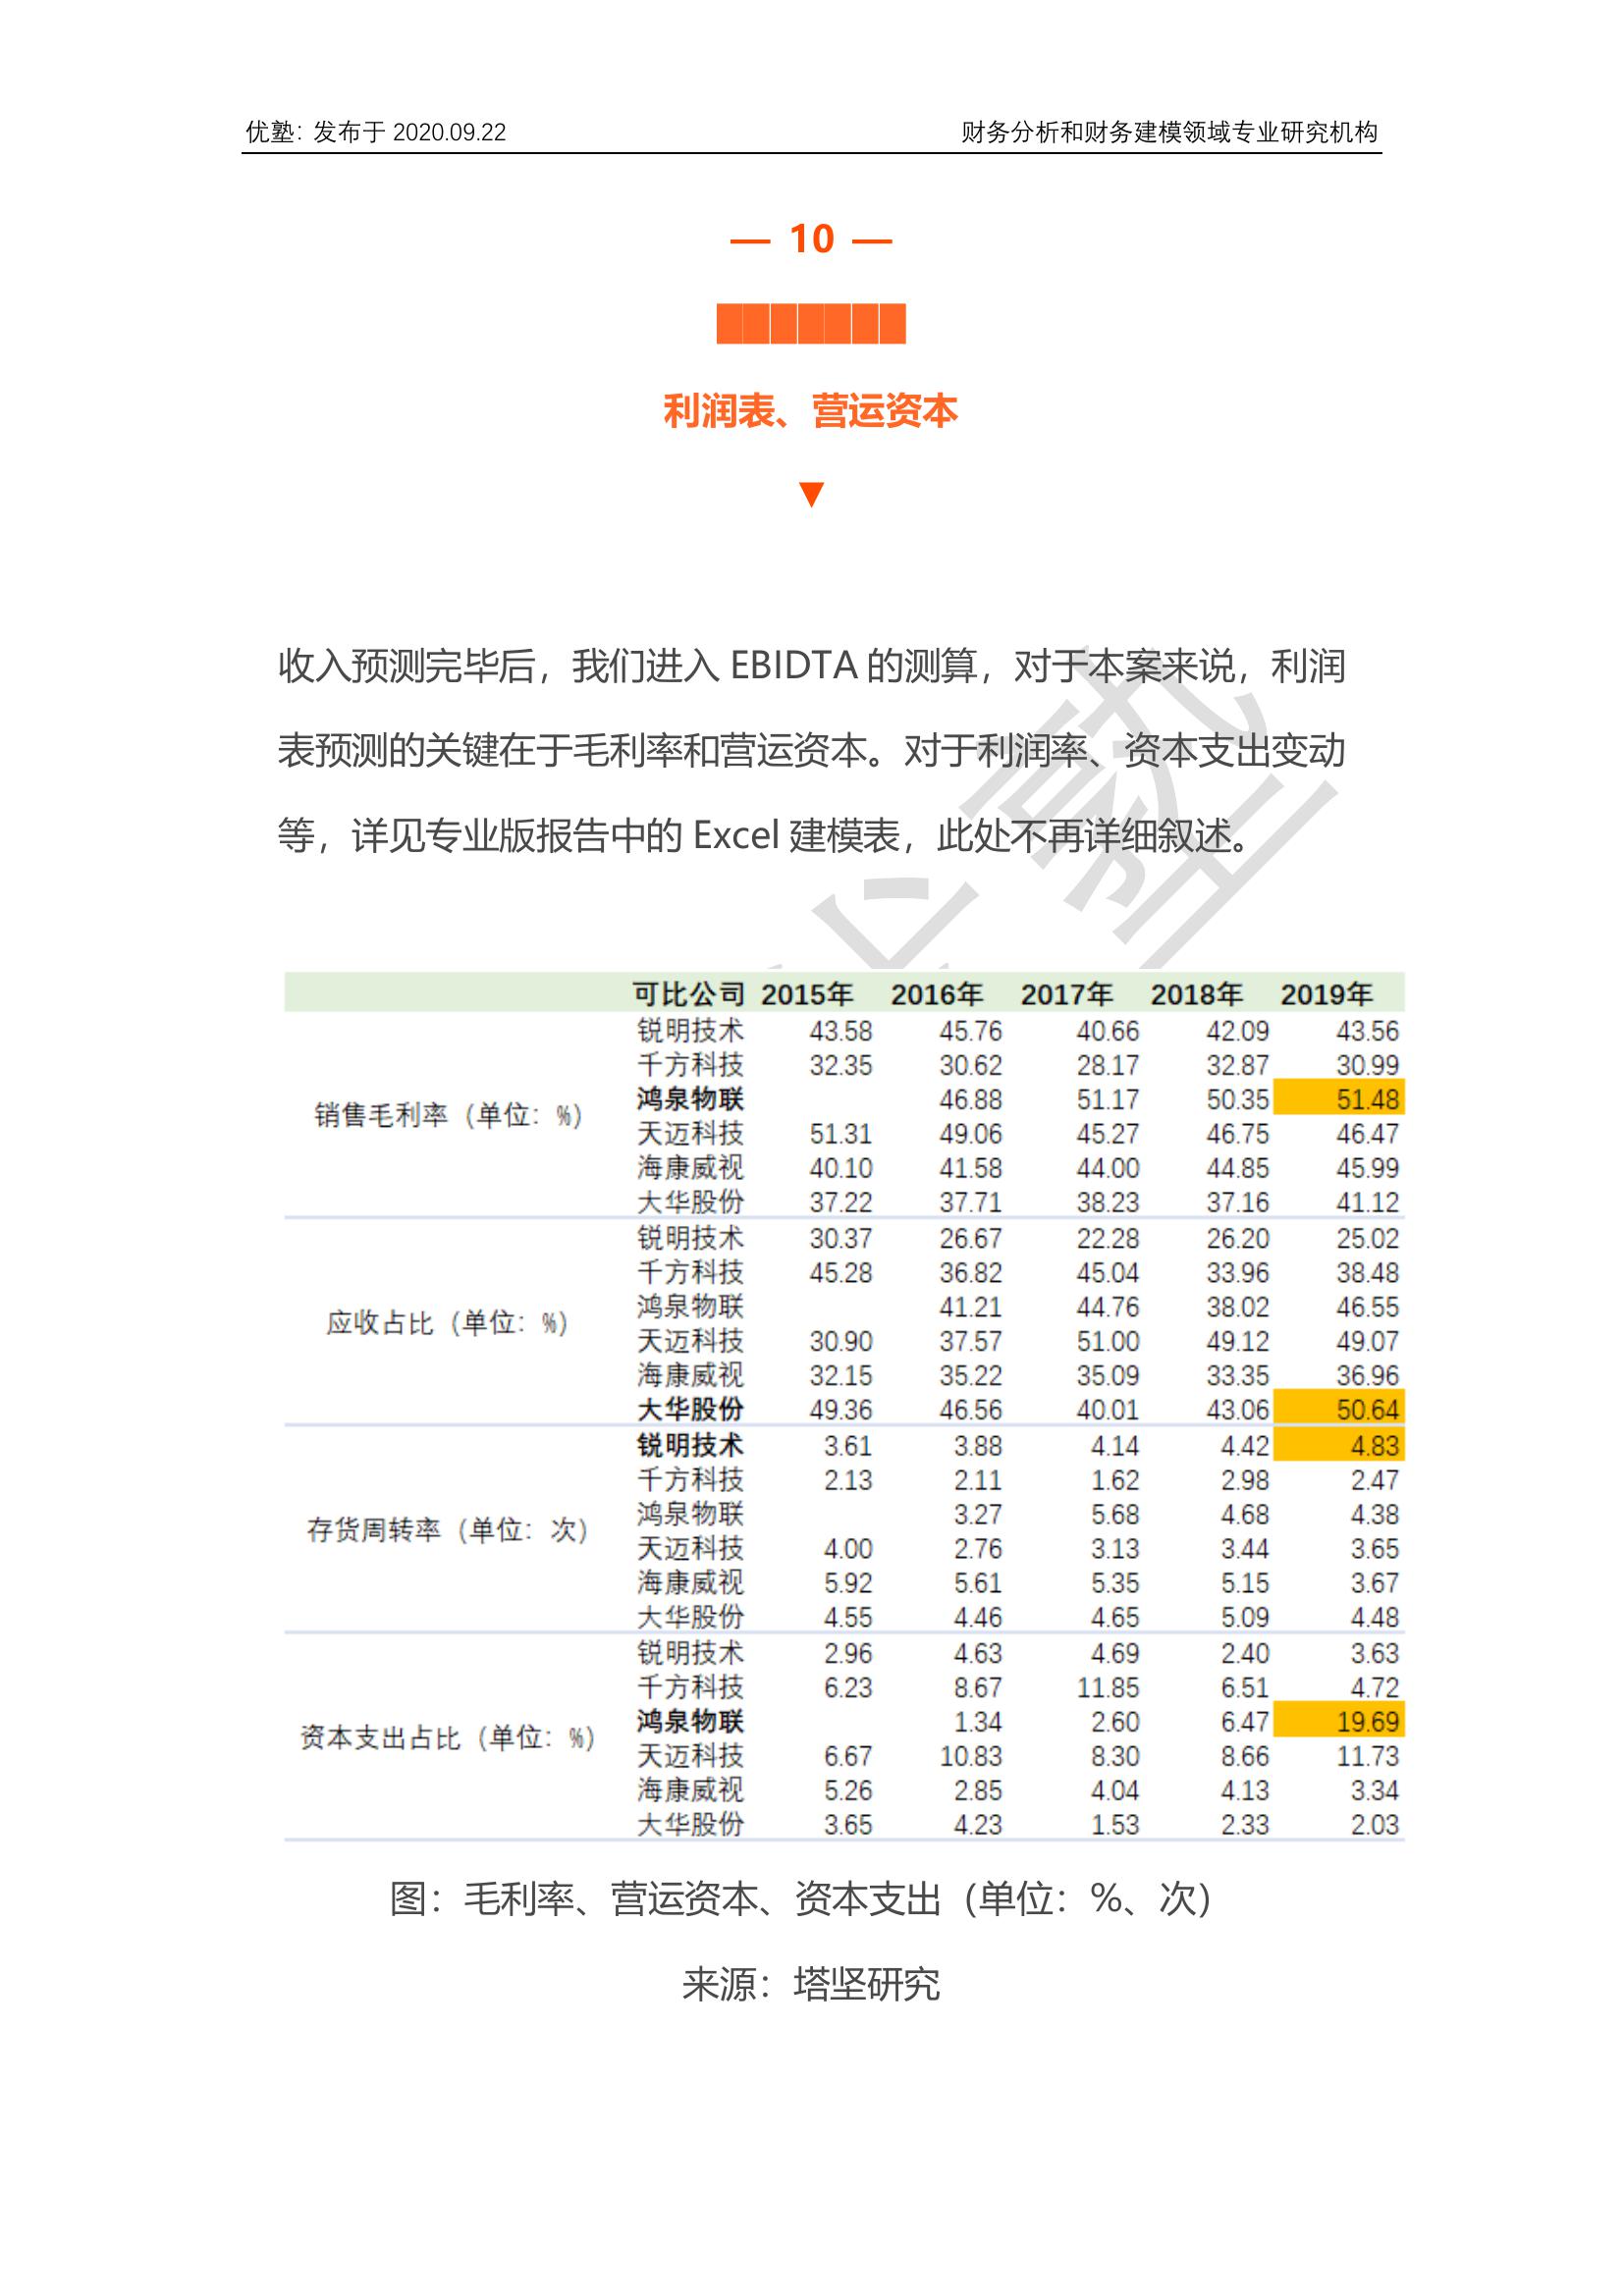 优塾：发布于 2020.09.22 财务分析和财务建模领域专业研究机构
— 10 —
利润表、营运资本
▼
收入预测完毕后，我们进入 EBIDTA 的测算，对于本案来说，利润
表预测的关键在于毛利率和营运资本。对于利润率、资本支出变动
等，详见专业版报告中的 Excel 建模表，此处不再详细叙述。
可比公司 2015年 2016年 2017年 2018年 2019年
销售毛利率（单位：%）
锐明技术 43.58 45.76 40.66 42.09 43.56
千方科技 32.35 30.62 28.17 32.87 30.99
鸿泉物联 46.88 51.17 50.35 51.48
天迈科技 51.31 49.06 45.27 46.75 46.47
海康威视 40.10 41.58 44.00 44.85 45.99
大华股份 37.22 37.71 38.23 37.16 41.12
应收占比（单位：%）
锐明技术 30.37 26.67 22.28 26.20 25.02
千方科技 45.28 36.82 45.04 33.96 38.48
鸿泉物联 41.21 44.76 38.02 46.55
天迈科技 30.90 37.57 51.00 49.12 49.07
海康威视 32.15 35.22 35.09 33.35 36.96
大华股份 49.36 46.56 40.01 43.06 50.64
存货周转率（单位：次）
锐明技术 3.61 3.88 4.14 4.42 4.83
千方科技 2.13 2.11 1.62 2.98 2.47
鸿泉物联 3.27 5.68 4.68 4.38
天迈科技 4.00 2.76 3.13 3.44 3.65
海康威视 5.92 5.61 5.35 5.15 3.67
大华股份 4.55 4.46 4.65 5.09 4.48
资本支出占比（单位：%）
锐明技术 2.96 4.63 4.69 2.40 3.63
千方科技 6.23 8.67 11.85 6.51 4.72
鸿泉物联 1.34 2.60 6.47 19.69
天迈科技 6.67 10.83 8.30 8.66 11.73
海康威视 5.26 2.85 4.04 4.13 3.34
大华股份 3.65 4.23 1.53 2.33 2.03
图：毛利率、营运资本、资本支出（单位：%、次）
来源：塔坚研究